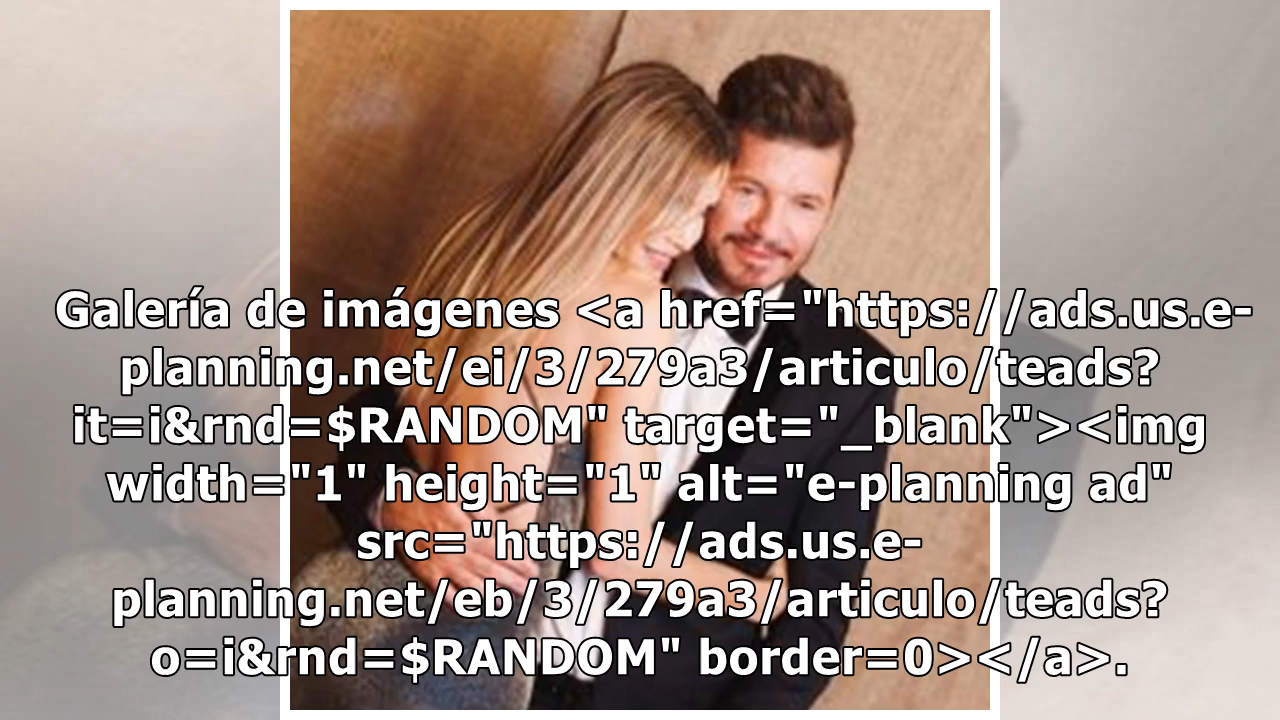 Galería de imágenes <a href="https://ads.us.e-
planning.net/ei/3/279a3/articulo/teads?
it=i&rnd=$RANDOM" target="_blank"><img
width="1" height="1" alt="e-planning ad"
src="https://ads.us.e-
planning.net/eb/3/279a3/articulo/teads?
o=i&rnd=$RANDOM" border=0></a>.